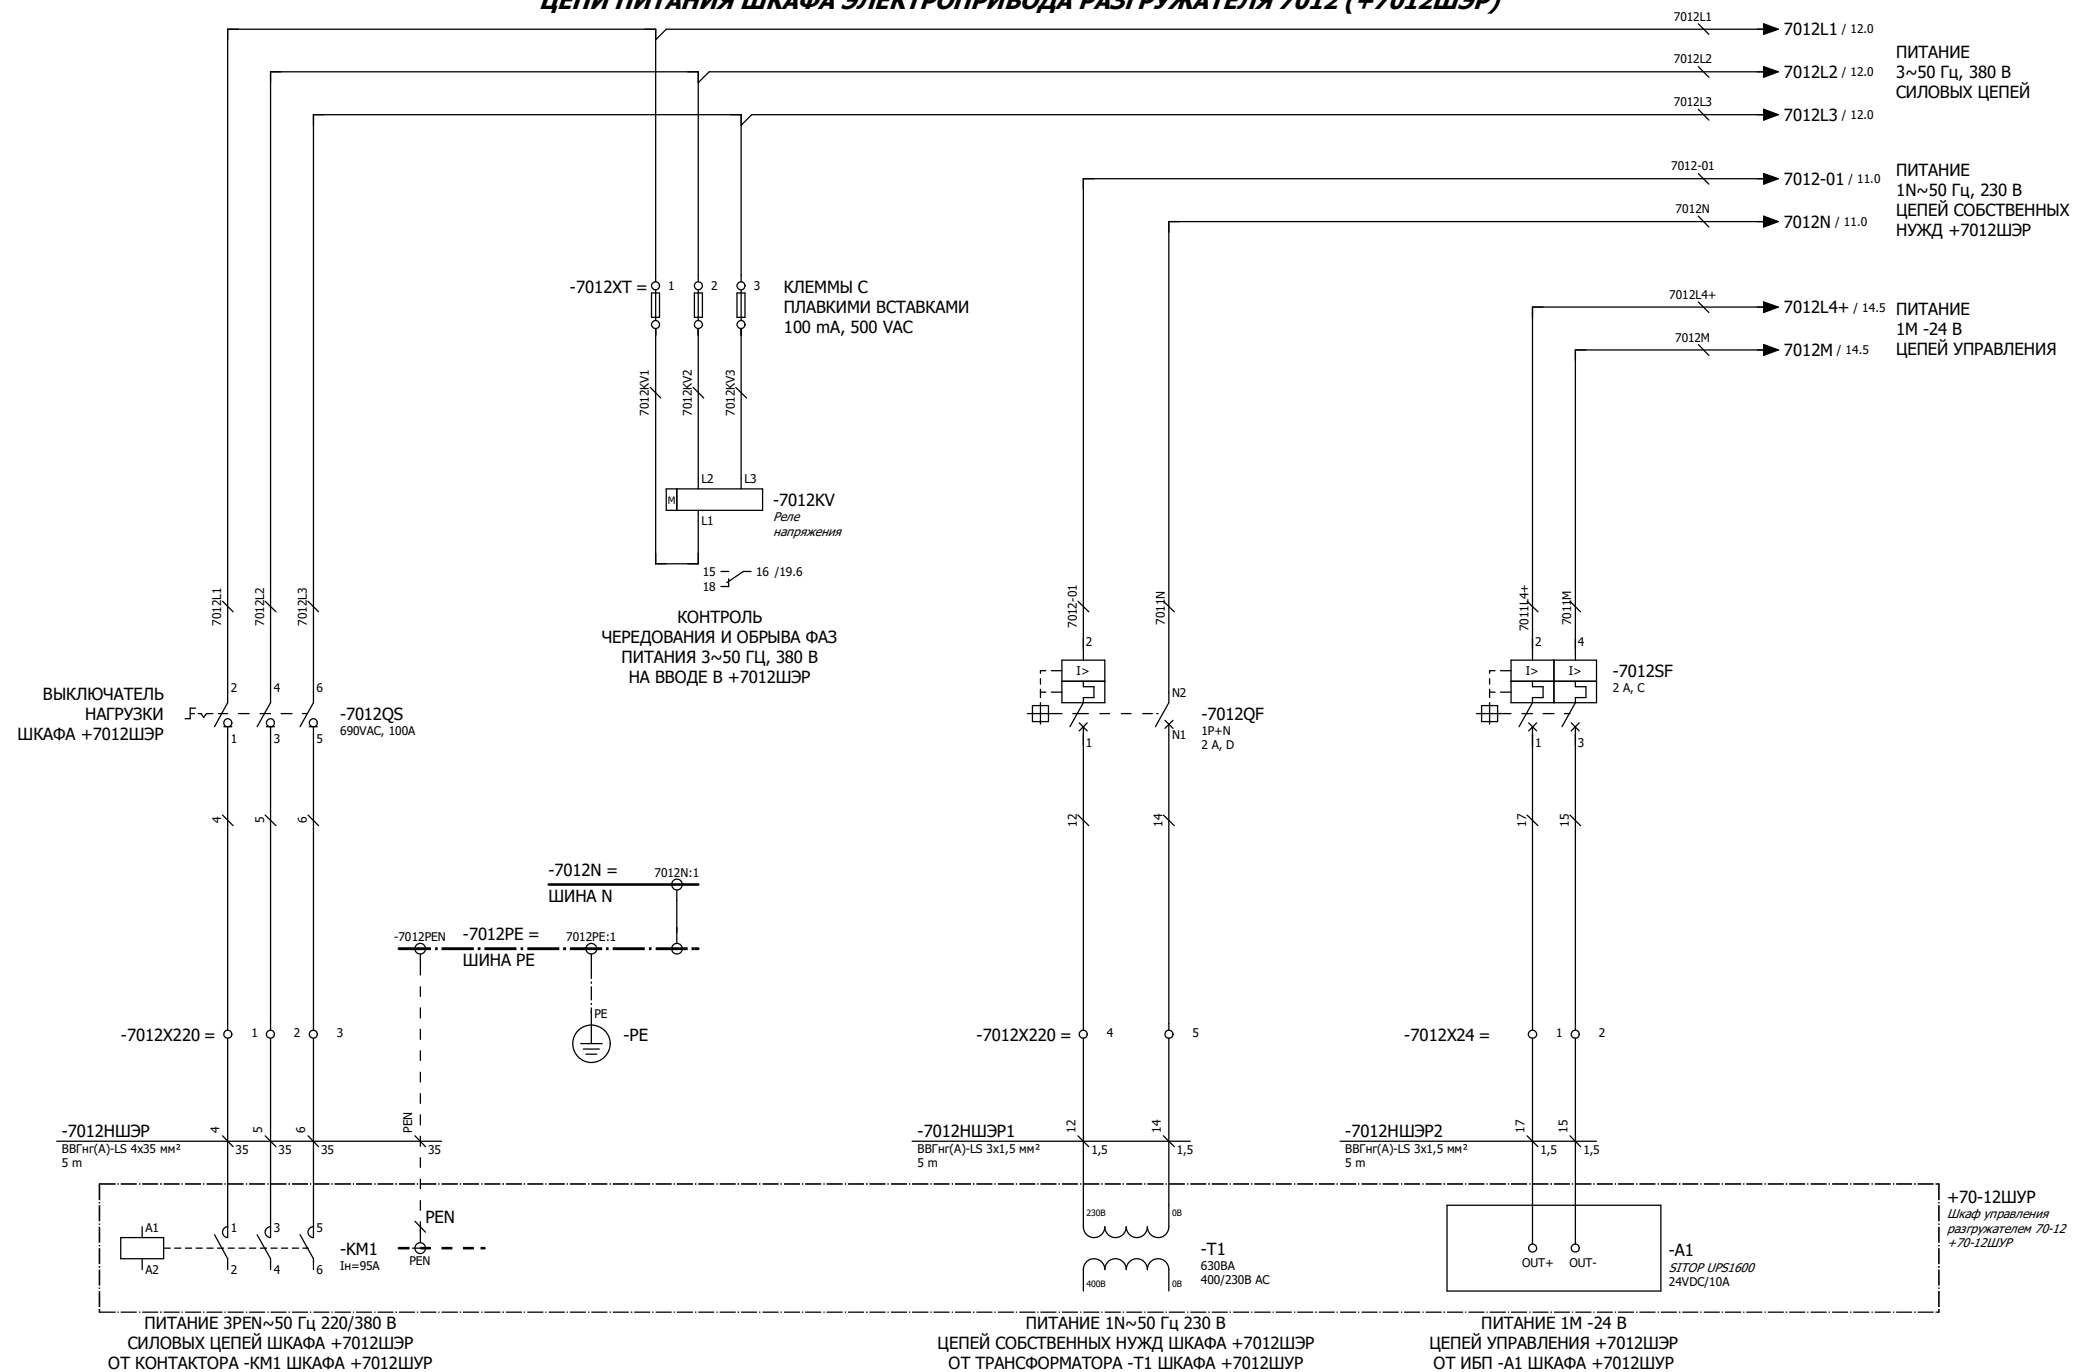 ЦЕПИ ПИТАНИЯ ШКАФА ЭЛЕКТРОПРИВОДА РАЗГРУЖАТЕЛЯ 7012 (+7012ШЭР)
7012L1
7012L1 / 12.0
7012L2
7012L2 / 12.0
7012L3
7012L3 / 12.0
ПИТАНИЕ
3~50 Гц, 380 В
СИЛОВЫХ ЦЕПЕЙ
7012-01
7012-01 / 11.0
7012N
7012N / 11.0
ПИТАНИЕ
1N~50 Гц, 230 В
ЦЕПЕЙ СОБСТВЕННЫХ
НУЖД +7012ШЭР
7012L4+
7012L4+ / 14.5
7012M
7012M / 14.5
ПИТАНИЕ
1М -24 В
ЦЕПЕЙ УПРАВЛЕНИЯ
-7012XT = 1 2 3
КЛЕММЫ С
ПЛАВКИМИ ВСТАВКАМИ
100 mA, 500 VAC
7012KV1
7012KV2
7012KV3
L2 L3
M
L1
-7012KV
Реле
напряжения
15 16 /19.6
18
КОНТРОЛЬ
ЧЕРЕДОВАНИЯ И ОБРЫВА ФАЗ
ПИТАНИЯ 3~50 ГЦ, 380 В
НА ВВОДЕ В +7012ШЭР
7012L1
7012L2
7012L3
7012-01
7011N
7011L4+
7011M
ВЫКЛЮЧАТЕЛЬ
НАГРУЗКИ
ШКАФА +7012ШЭР
2 4 6
1 3 5
-7012QS
690VAC, 100A
2
I>
1
N2
N1
-7012QF
1P+N
2 A, D
2 4
I> I>
1 3
-7012SF
2 A, C
4 5 6
12 14
17 15
-7012N = 7012N:1
ШИНА N
-7012PEN -7012PE = 7012PE:1
ШИНА PE
PE
-PE
-7012X220 = 1 2 3
-7012X220 = 4 5
-7012X24 = 1 2
-7012НШЭР
ВВГнг(А)-LS 4х35 мм²
5 m
4 5 6 PEN
35 35 35 35
-7012НШЭР1
ВВГнг(А)-LS 3х1,5 мм²
5 m
12 14
1,5 1,5
-7012НШЭР2
ВВГнг(А)-LS 3х1,5 мм²
5 m
17 15
1,5 1,5
A1
A2
1 3 5
2 4 6
-KM1
Iн=95A
PEN
PEN
230В 0В
400В 0В
-T1
630ВА
400/230В AC
OUT+ OUT-
-A1
SITOP UPS1600
24VDC/10A
+70-12ШУР
Шкаф управления
разгружателем 70-12
+70-12ШУР
ПИТАНИЕ 3PEN~50 Гц 220/380 В
СИЛОВЫХ ЦЕПЕЙ ШКАФА +7012ШЭР
ОТ КОНТАКТОРА -КМ1 ШКАФА +7012ШУР
ПИТАНИЕ 1N~50 Гц 230 В
ЦЕПЕЙ СОБСТВЕННЫХ НУЖД ШКАФА +7012ШЭР
ОТ ТРАНСФОРМАТОРА -Т1 ШКАФА +7012ШУР
ПИТАНИЕ 1М -24 В
ЦЕПЕЙ УПРАВЛЕНИЯ +7012ШЭР
ОТ ИБП -А1 ШКАФА +7012ШУР